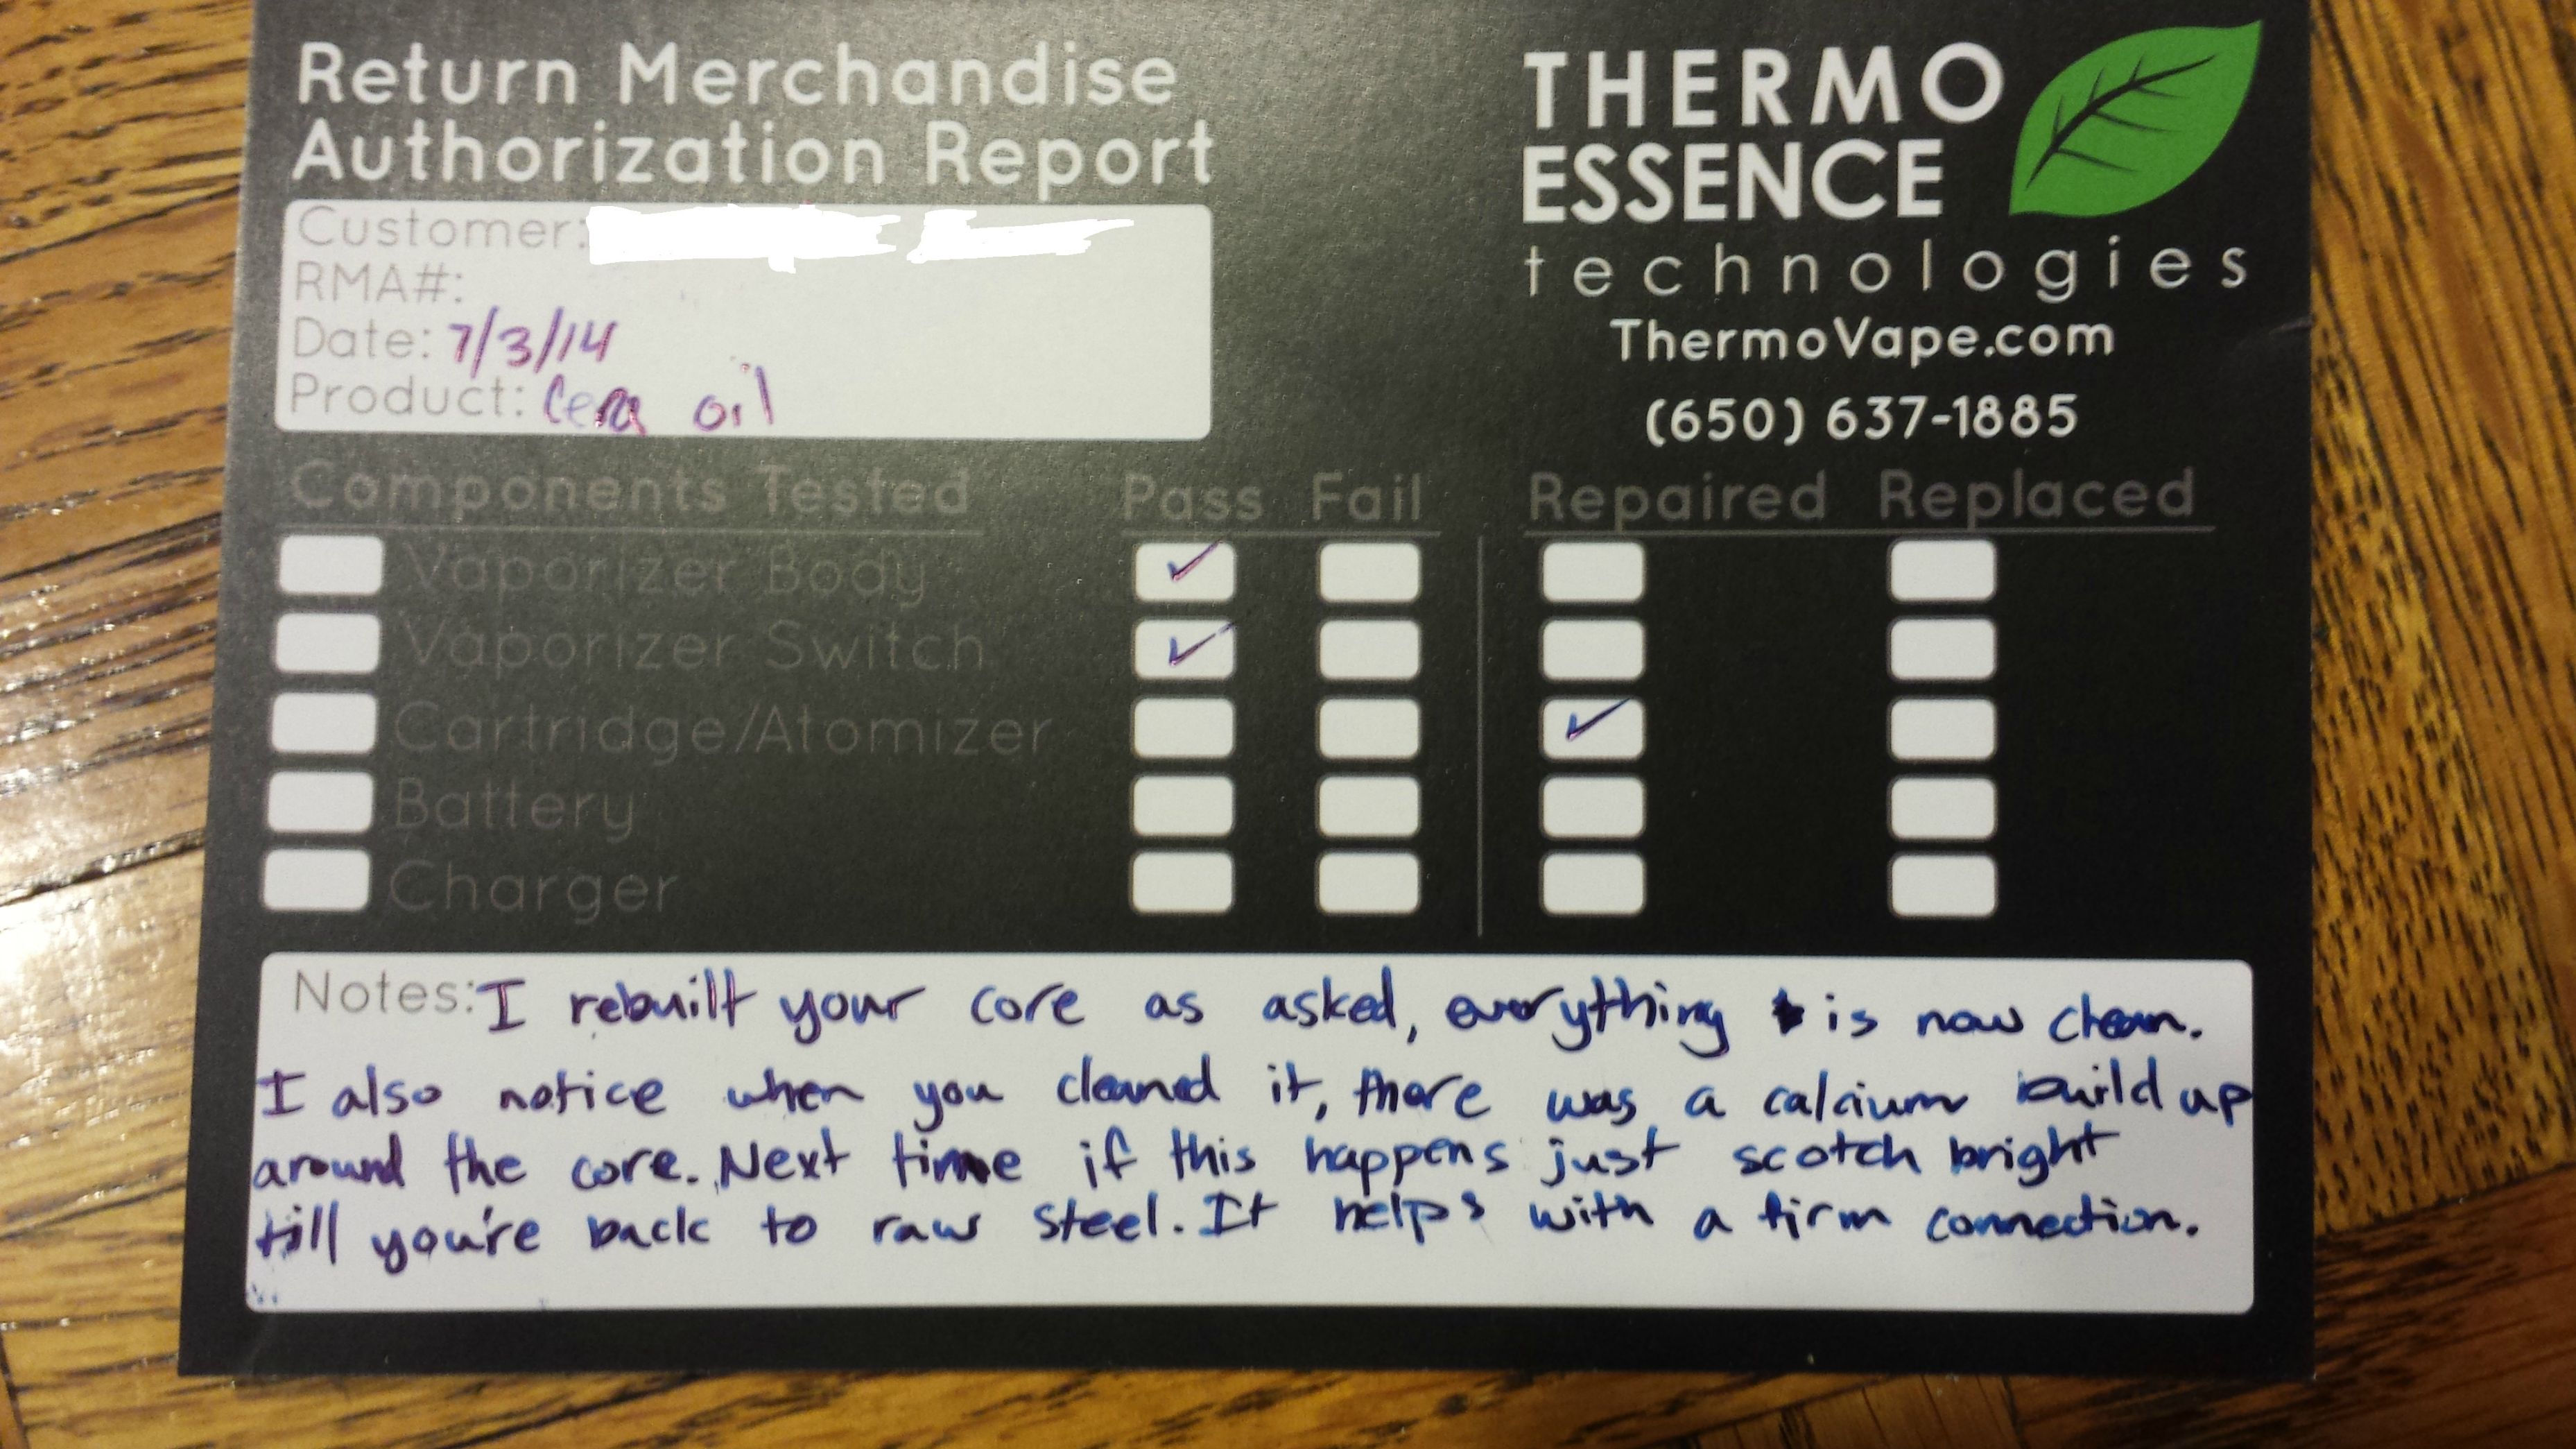 Return Merchandise
Authorization Report
Customer:
RMA#:
Date: 7/3/14
Product: Cera oil
THERMO
ESSENCE
technologies
ThermoVape.com
(650) 637-1885
Components Tested Pass Fail Repaired Replaced
Vaporizer Body
Vaporizer Switch
Cartridge/Atomizer
Battery
Charger
Notes: I rebuilt your core as asked, everything is now clean.
I also notice when you cleaned it, there was a calcium build up
around the core. Next time if this happens just scotch bright
till you're back to raw steel. It helps with a firm connection.